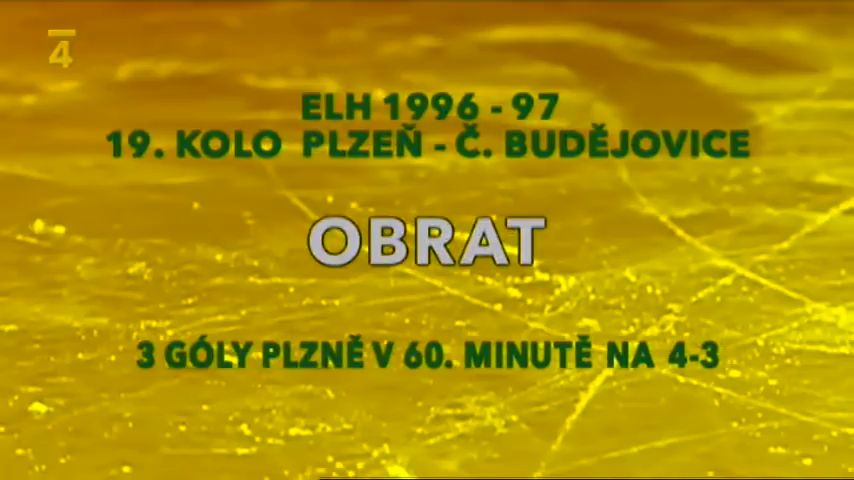 4
ELH 1996 - 97
19. KOLO PLZEŇ - Č. BUDĚJOVICE
OBRAT
3 GÓLY PLZNĚ V 60. MINUTĚ NA 4-3